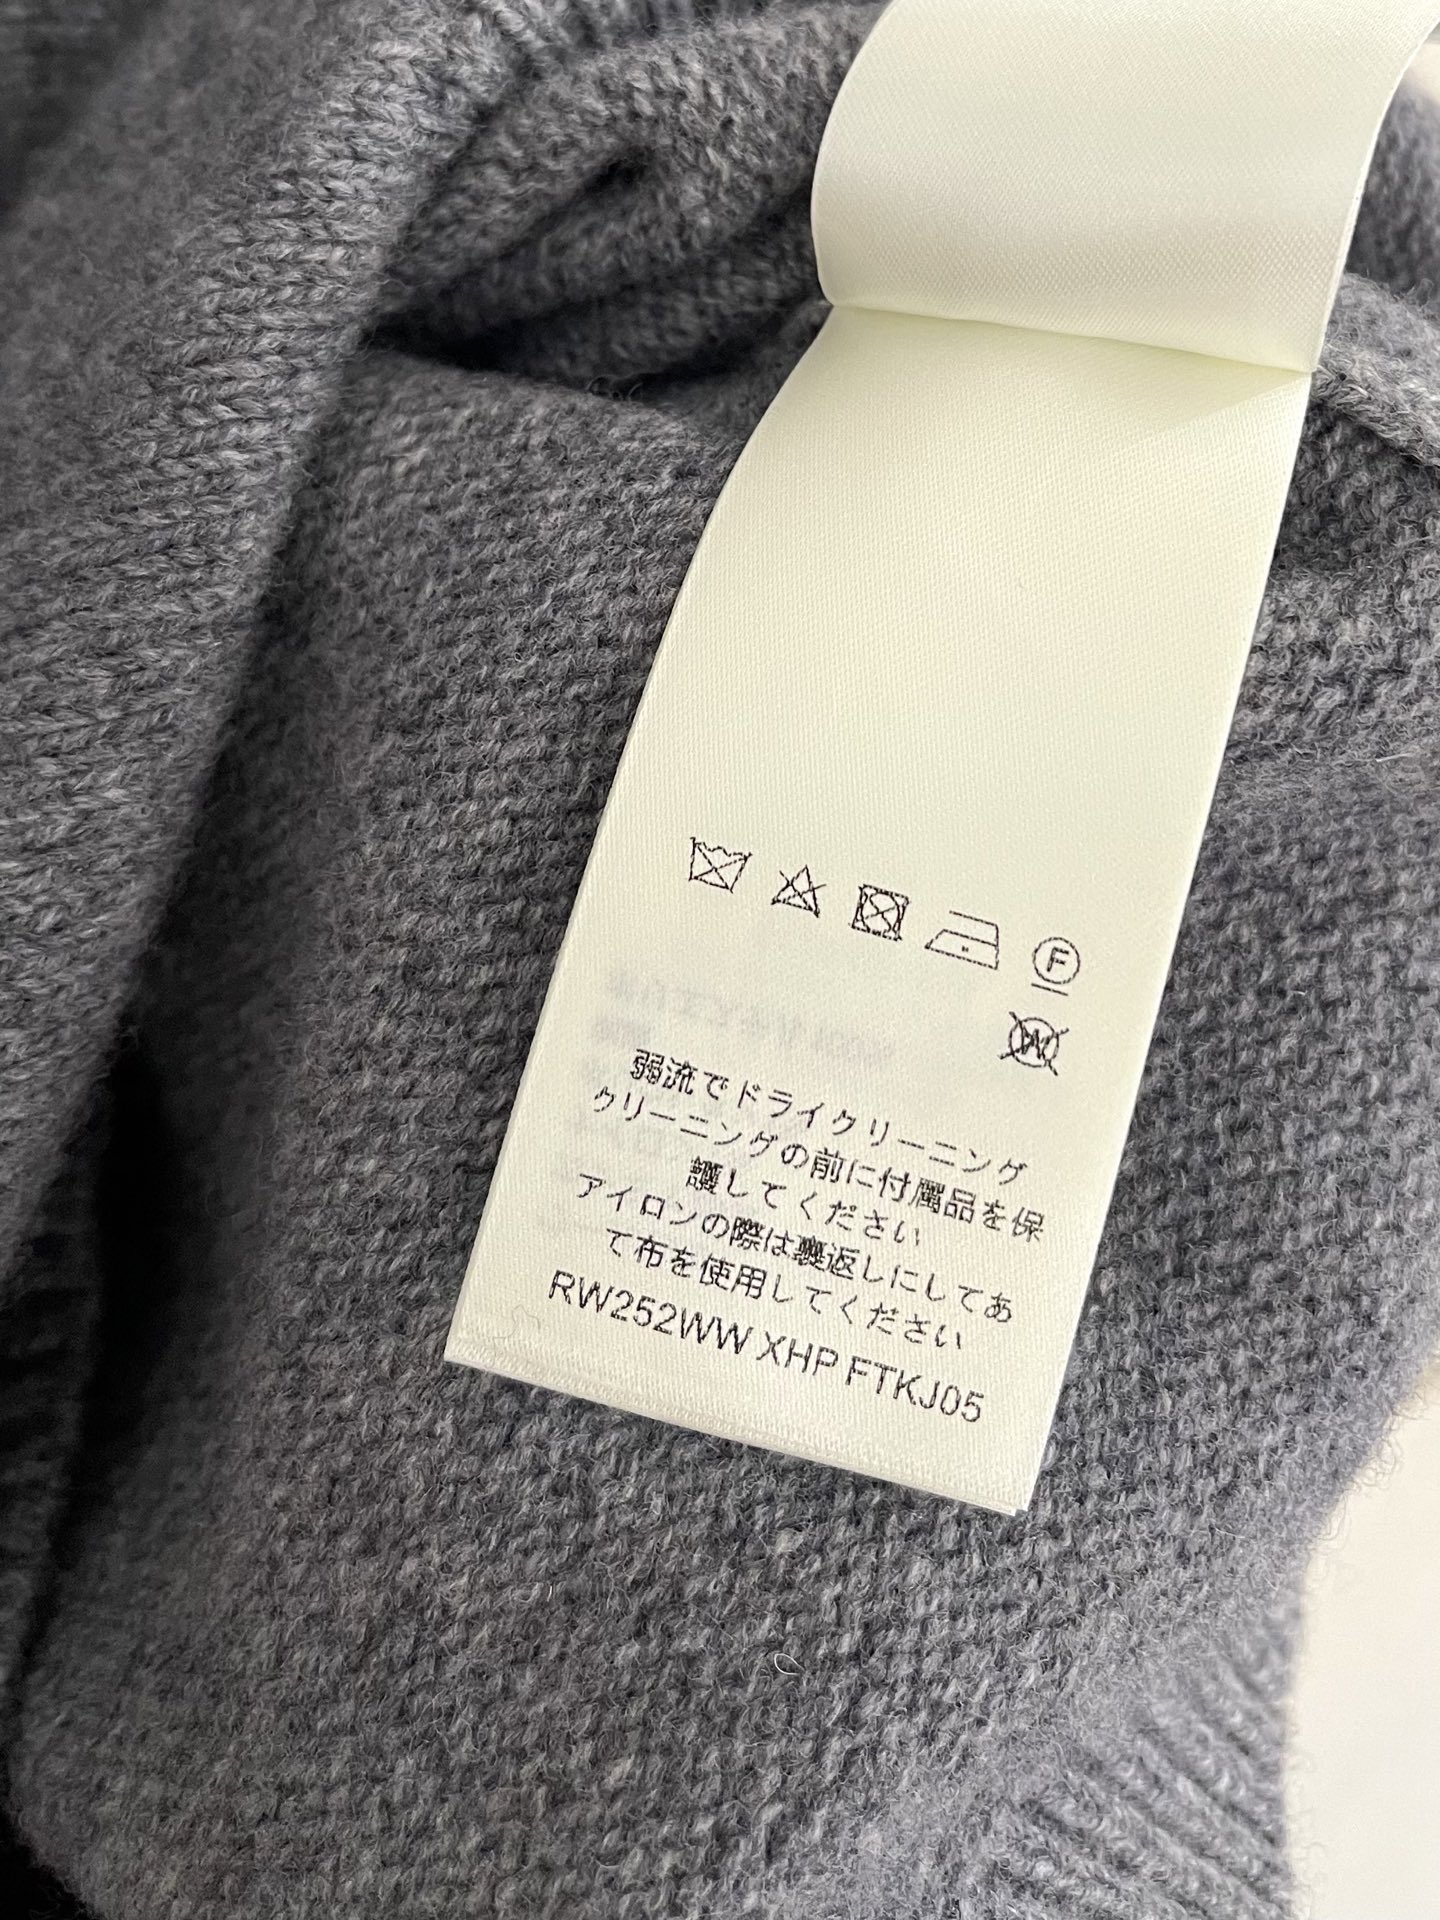 F
W
弱流でドライクリーニング
クリーニングの前に付属品を保
護してください
アイロンの際は裏返しにしてあ
て布を使用してください
RW252WW XHP FTKJ05